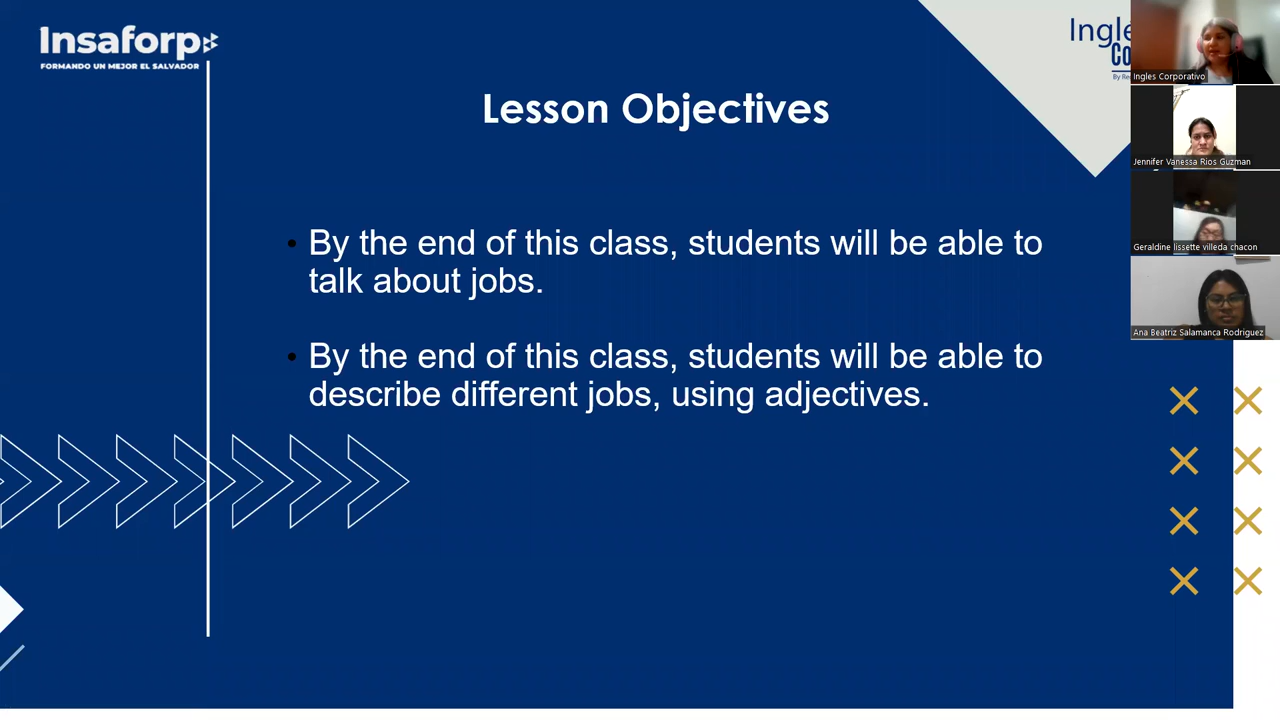 Insaforp
FORMANDO UN MEJOR EL SALVADOR
Lesson Objectives
• By the end of this class, students will be able to
talk about jobs.
• By the end of this class, students will be able to
describe different jobs, using adjectives.
Ingles Corporativo
Jennifer Vanessa Rios Guzman
Geraldine lissette villeda chacon
Ana Beatriz Salamanca Rodriguez